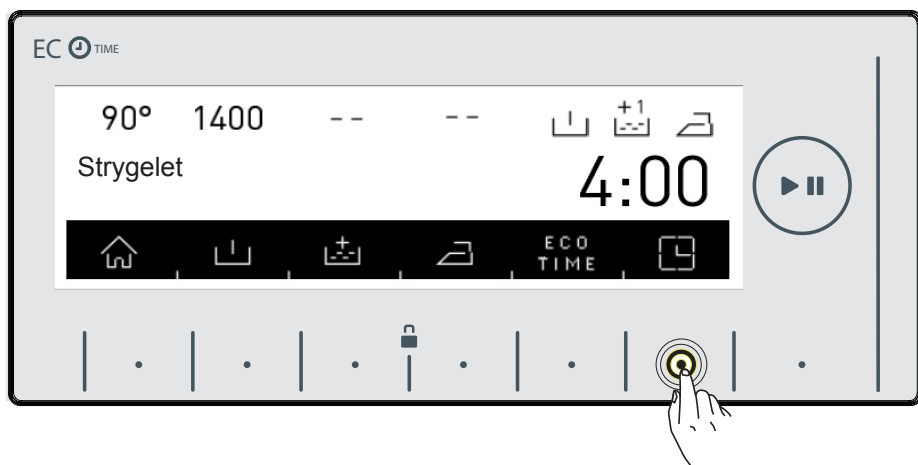 EC TIME
90° 1400 -- -- +1
Strygelet
4:00
ECO
TIME